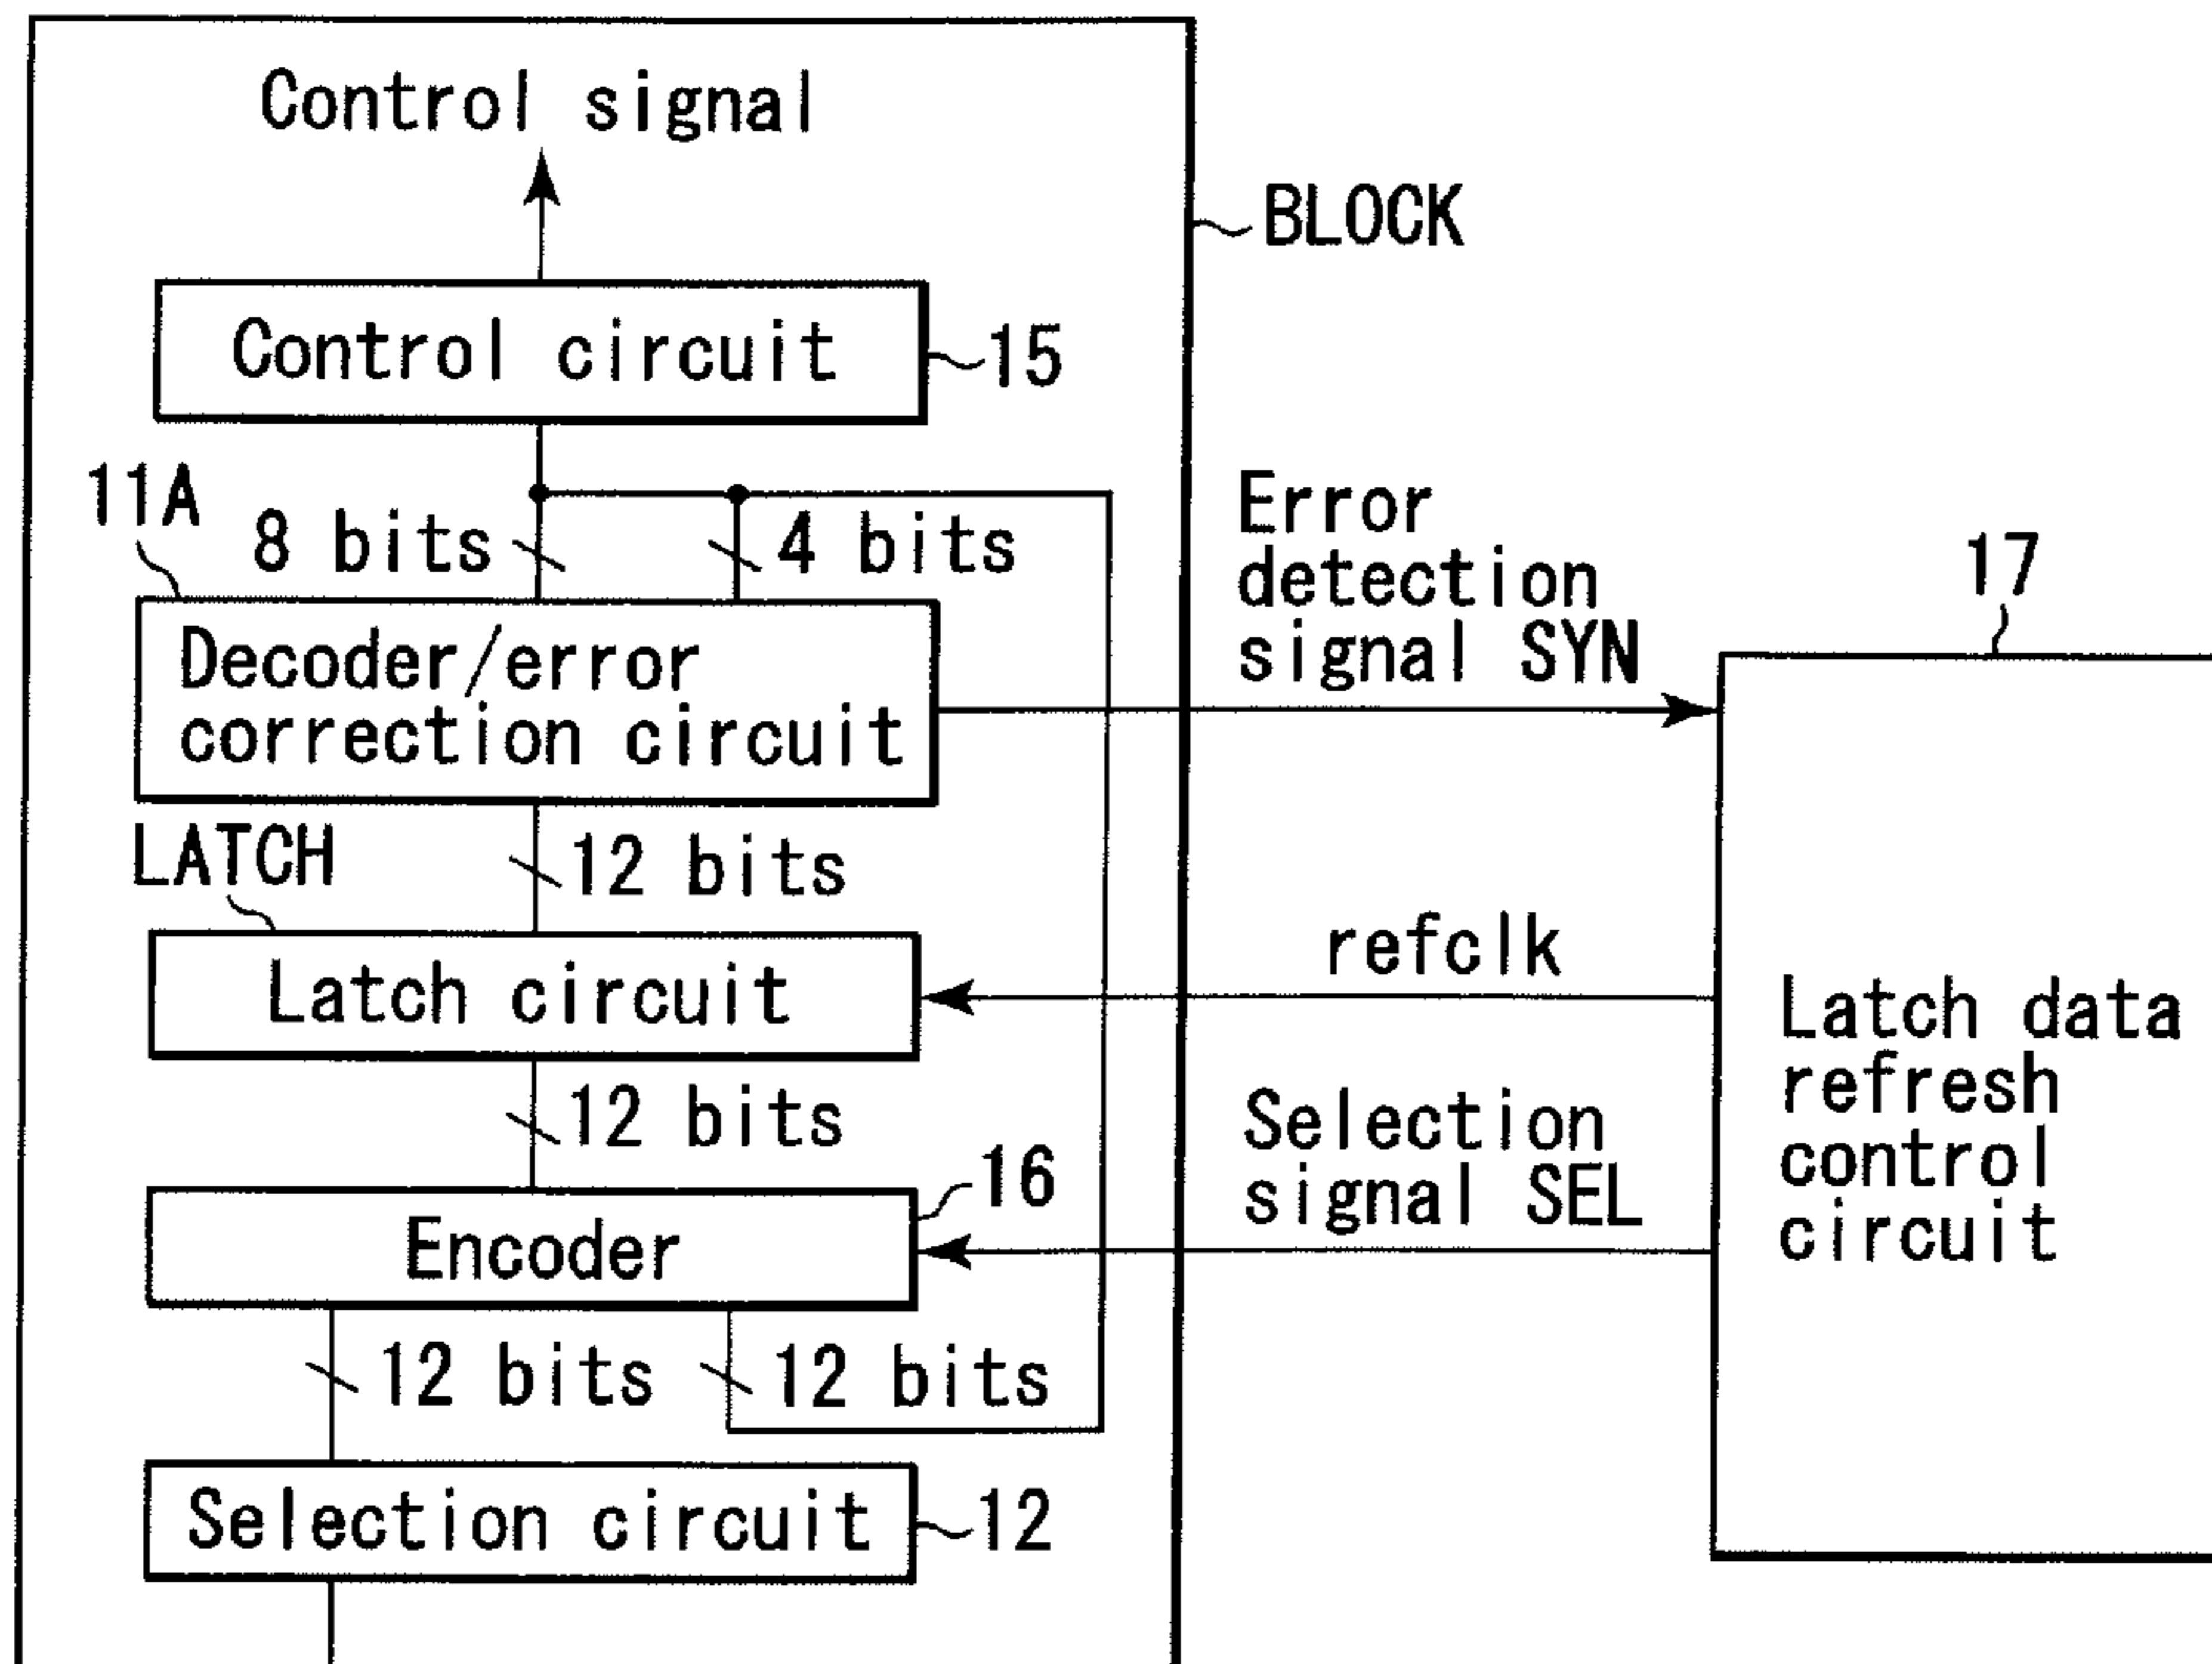 Control signal
BLOCK
Control circuit
15
11A
8 bits
4 bits
Error
detection
signal SYN
17
Decoder/error
correction circuit
LATCH
12 bits
Latch circuit
refclk
Latch data
refresh
control
circuit
12 bits
Selection
signal SEL
16
Encoder
12 bits
12 bits
Selection circuit
12